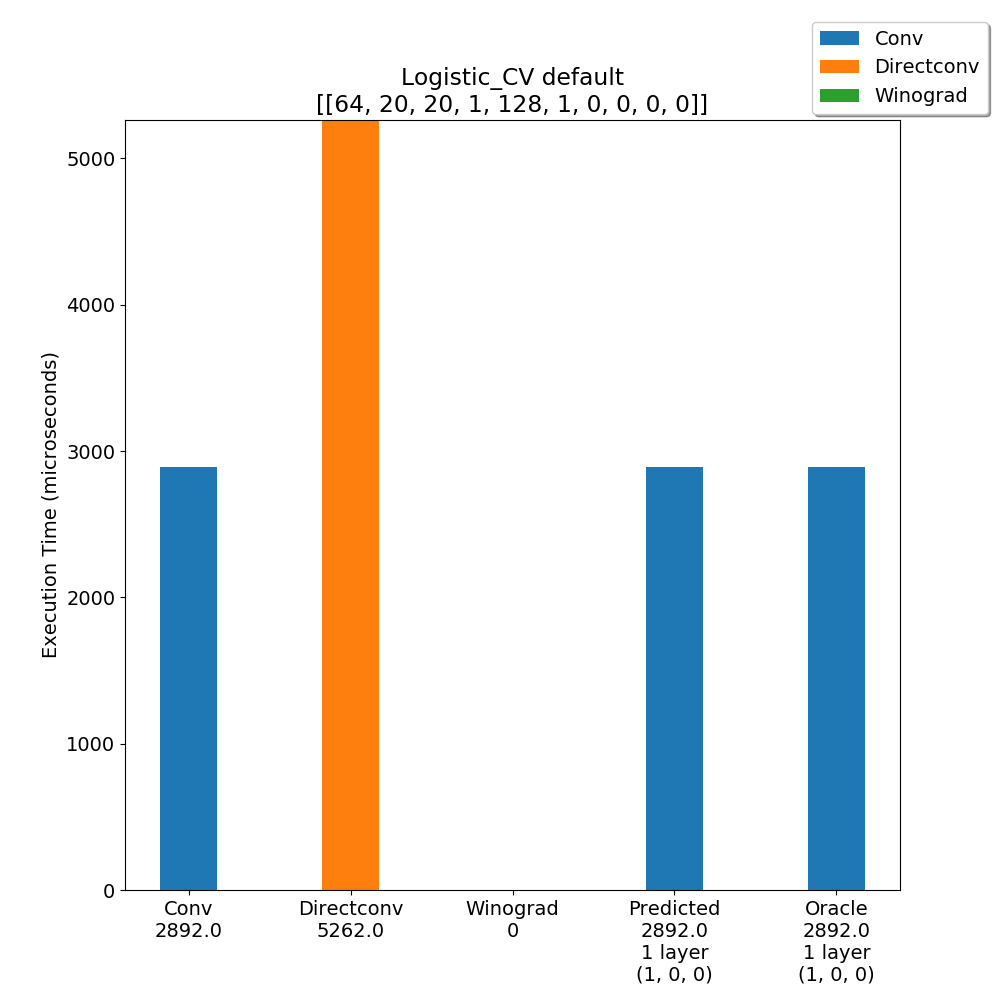 Conv
Directconv
Winograd
Logistic_CV default
[[64, 20, 20, 1, 128, 1, 0, 0, 0, 0]]
Execution Time (microseconds)
5000
4000
3000
2000
1000
0
Conv
2892.0
Directconv
5262.0
Winograd
0
Predicted
2892.0
1 layer
(1, 0, 0)
Oracle
2892.0
1 layer
(1, 0, 0)